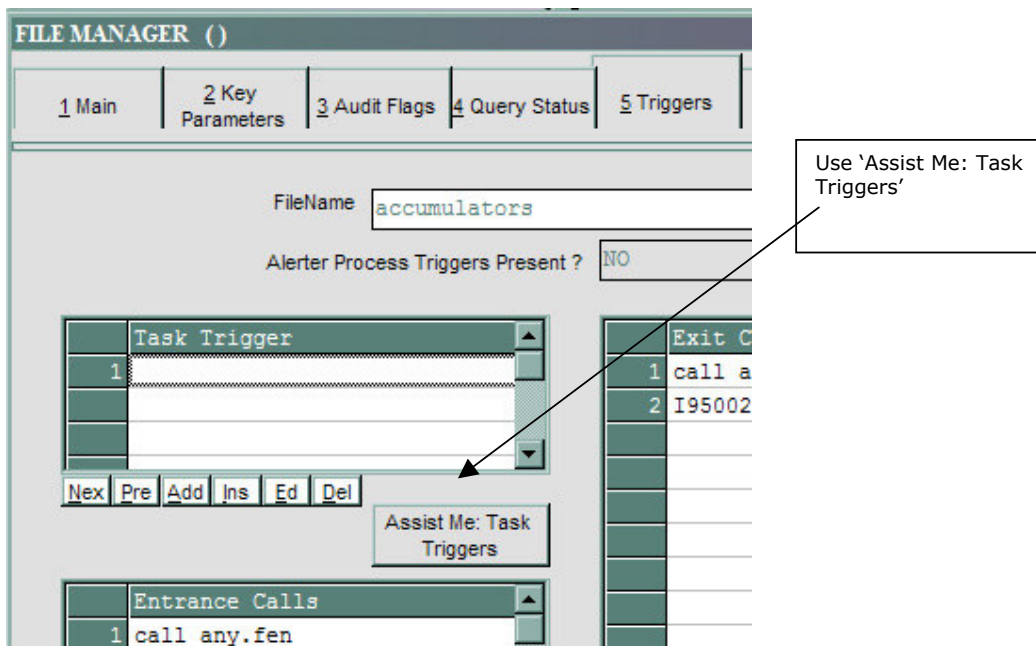 FILE MANAGER ( )
1 Main
2 Key
Parameters
3 Audit Flags
4 Query Status
5 Triggers
Use ‘Assist Me: Task
Triggers’
FileName
accumulators
Alerter Process Triggers Present ?
NO
Task Trigger
1
Exit
1 call a
2 I95002
Nex Pre Add Ins Ed Del
Assist Me: Task
Triggers
Entrance Calls
1 call any.fen